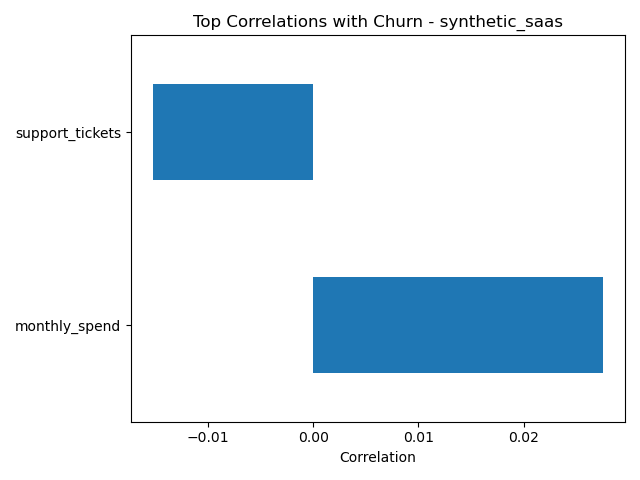 Top Correlations with Churn - synthetic_saas
support_tickets
monthly_spend
−0.01 0.00 0.01 0.02
Correlation